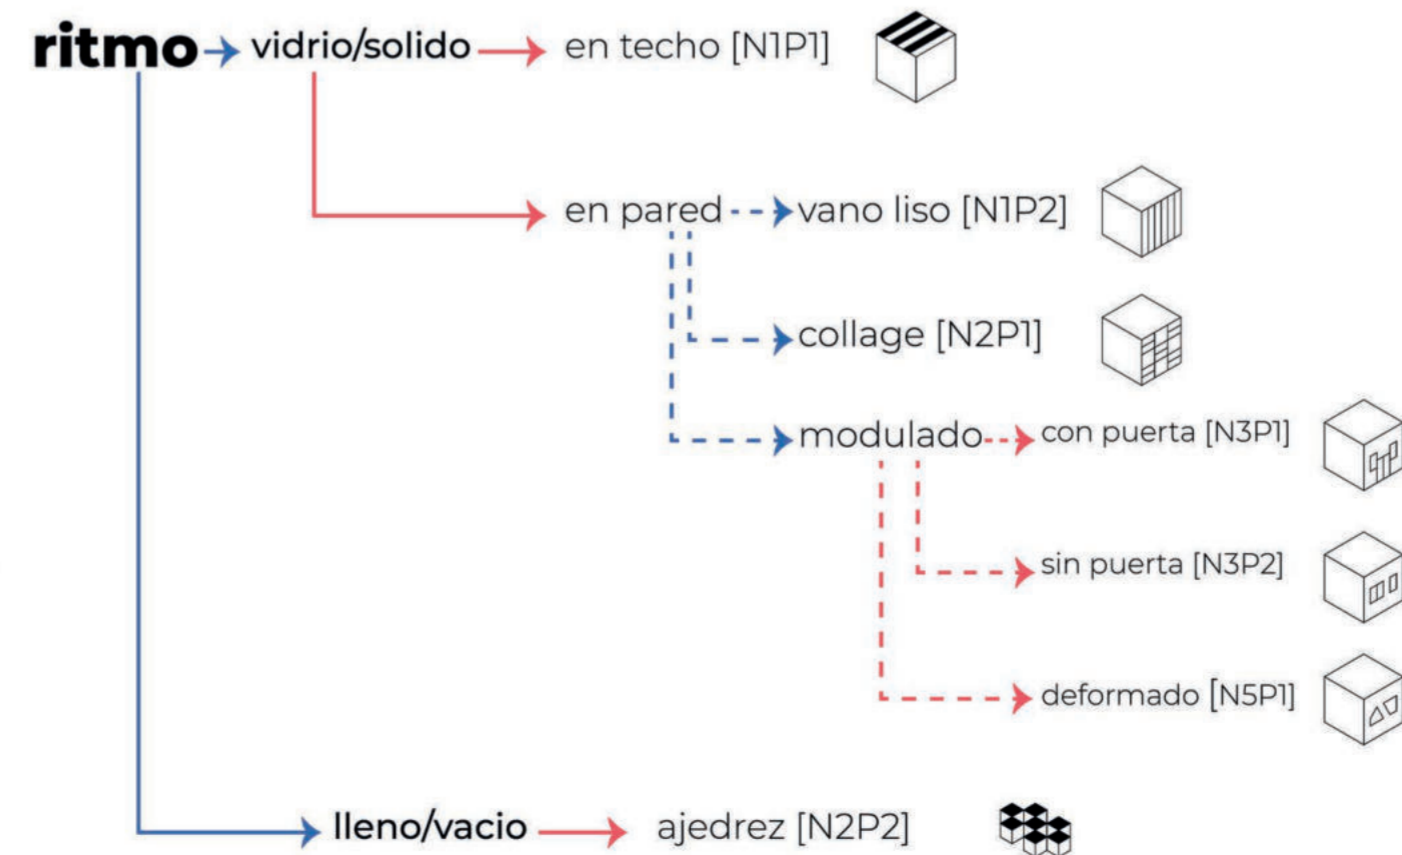 ritmo vidrio/solido en techo [N1P1]
en pared vano liso [N1P2]
collage [N2P1]
modulado con puerta [N3P1]
sin puerta [N3P2]
deformado [N5P1]
lleno/vacio ajedrez [N2P2]